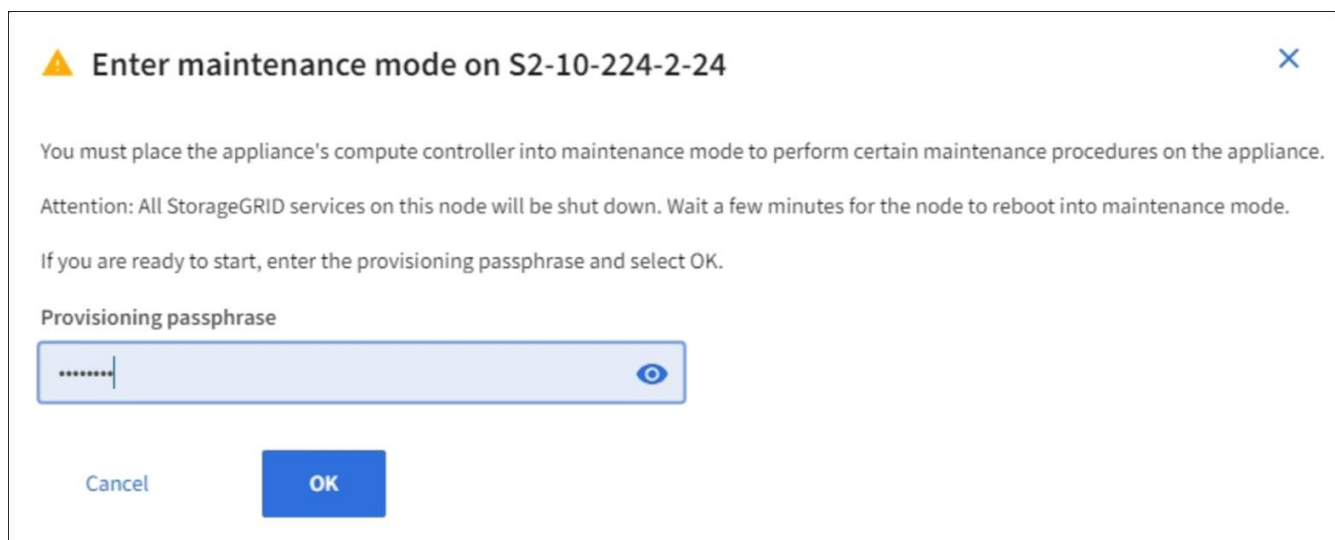 Enter maintenance mode on S2-10-224-2-24
You must place the appliance's compute controller into maintenance mode to perform certain maintenance procedures on the appliance.
Attention: All StorageGRID services on this node will be shut down. Wait a few minutes for the node to reboot into maintenance mode.
If you are ready to start, enter the provisioning passphrase and select OK.
Provisioning passphrase
••••••••
Cancel OK